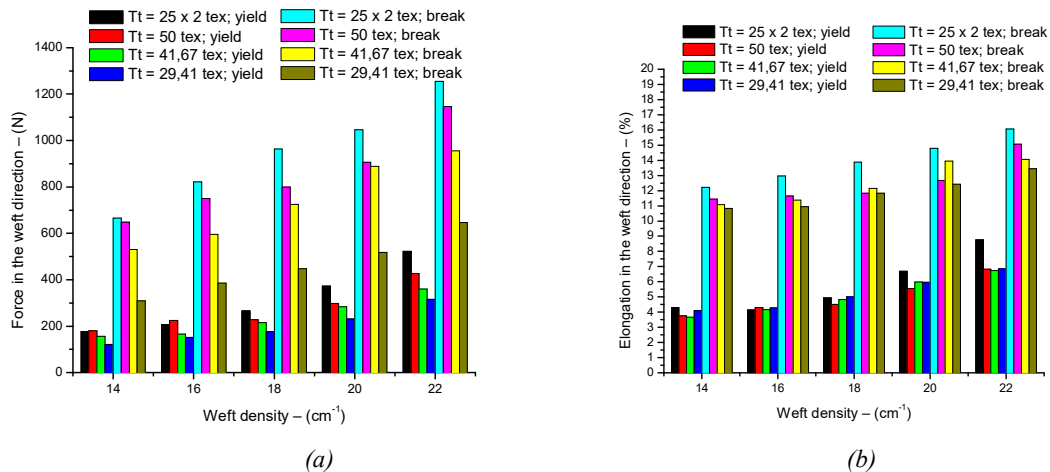 Tt = 25 x 2 tex; yield
Tt = 50 tex; yield
Tt = 41,67 tex; yield
Tt = 29,41 tex; yield
Tt = 25 x 2 tex; break
Tt = 50 tex; break
Tt = 41,67 tex; break
Tt = 29,41 tex; break
Force in the weft direction – (N)
1400
1200
1000
800
600
400
200
0
14 16 18 20 22
Weft density – (cm⁻¹)
(a)
Tt = 25 x 2 tex; yield
Tt = 50 tex; yield
Tt = 41,67 tex; yield
Tt = 29,41 tex; yield
Tt = 25 x 2 tex; break
Tt = 50 tex; break
Tt = 41,67 tex; break
Tt = 29,41 tex; break
Elongation in the weft direction – (%)
20
19
18
17
16
15
14
13
12
11
10
9
8
7
6
5
4
3
2
1
0
14 16 18 20 22
Weft density – (cm⁻¹)
(b)